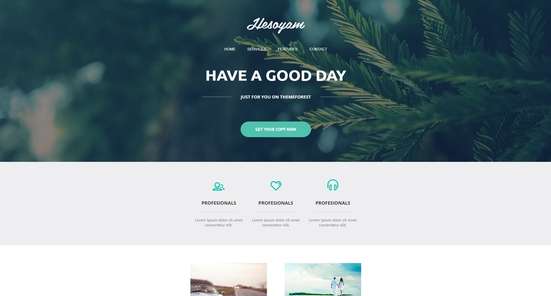 Hesoyam
HOME SERVICES FEATURES CONTACT
HAVE A GOOD DAY
JUST FOR YOU ON THEMEFOREST
GET YOUR COPY NOW
PROFESIONALS PROFESIONALS PROFESIONALS
Lorem ipsum dolor sit amet Lorem ipsum dolor sit amet Lorem ipsum dolor sit amet
consectetur elit. consectetur elit. consectetur elit.